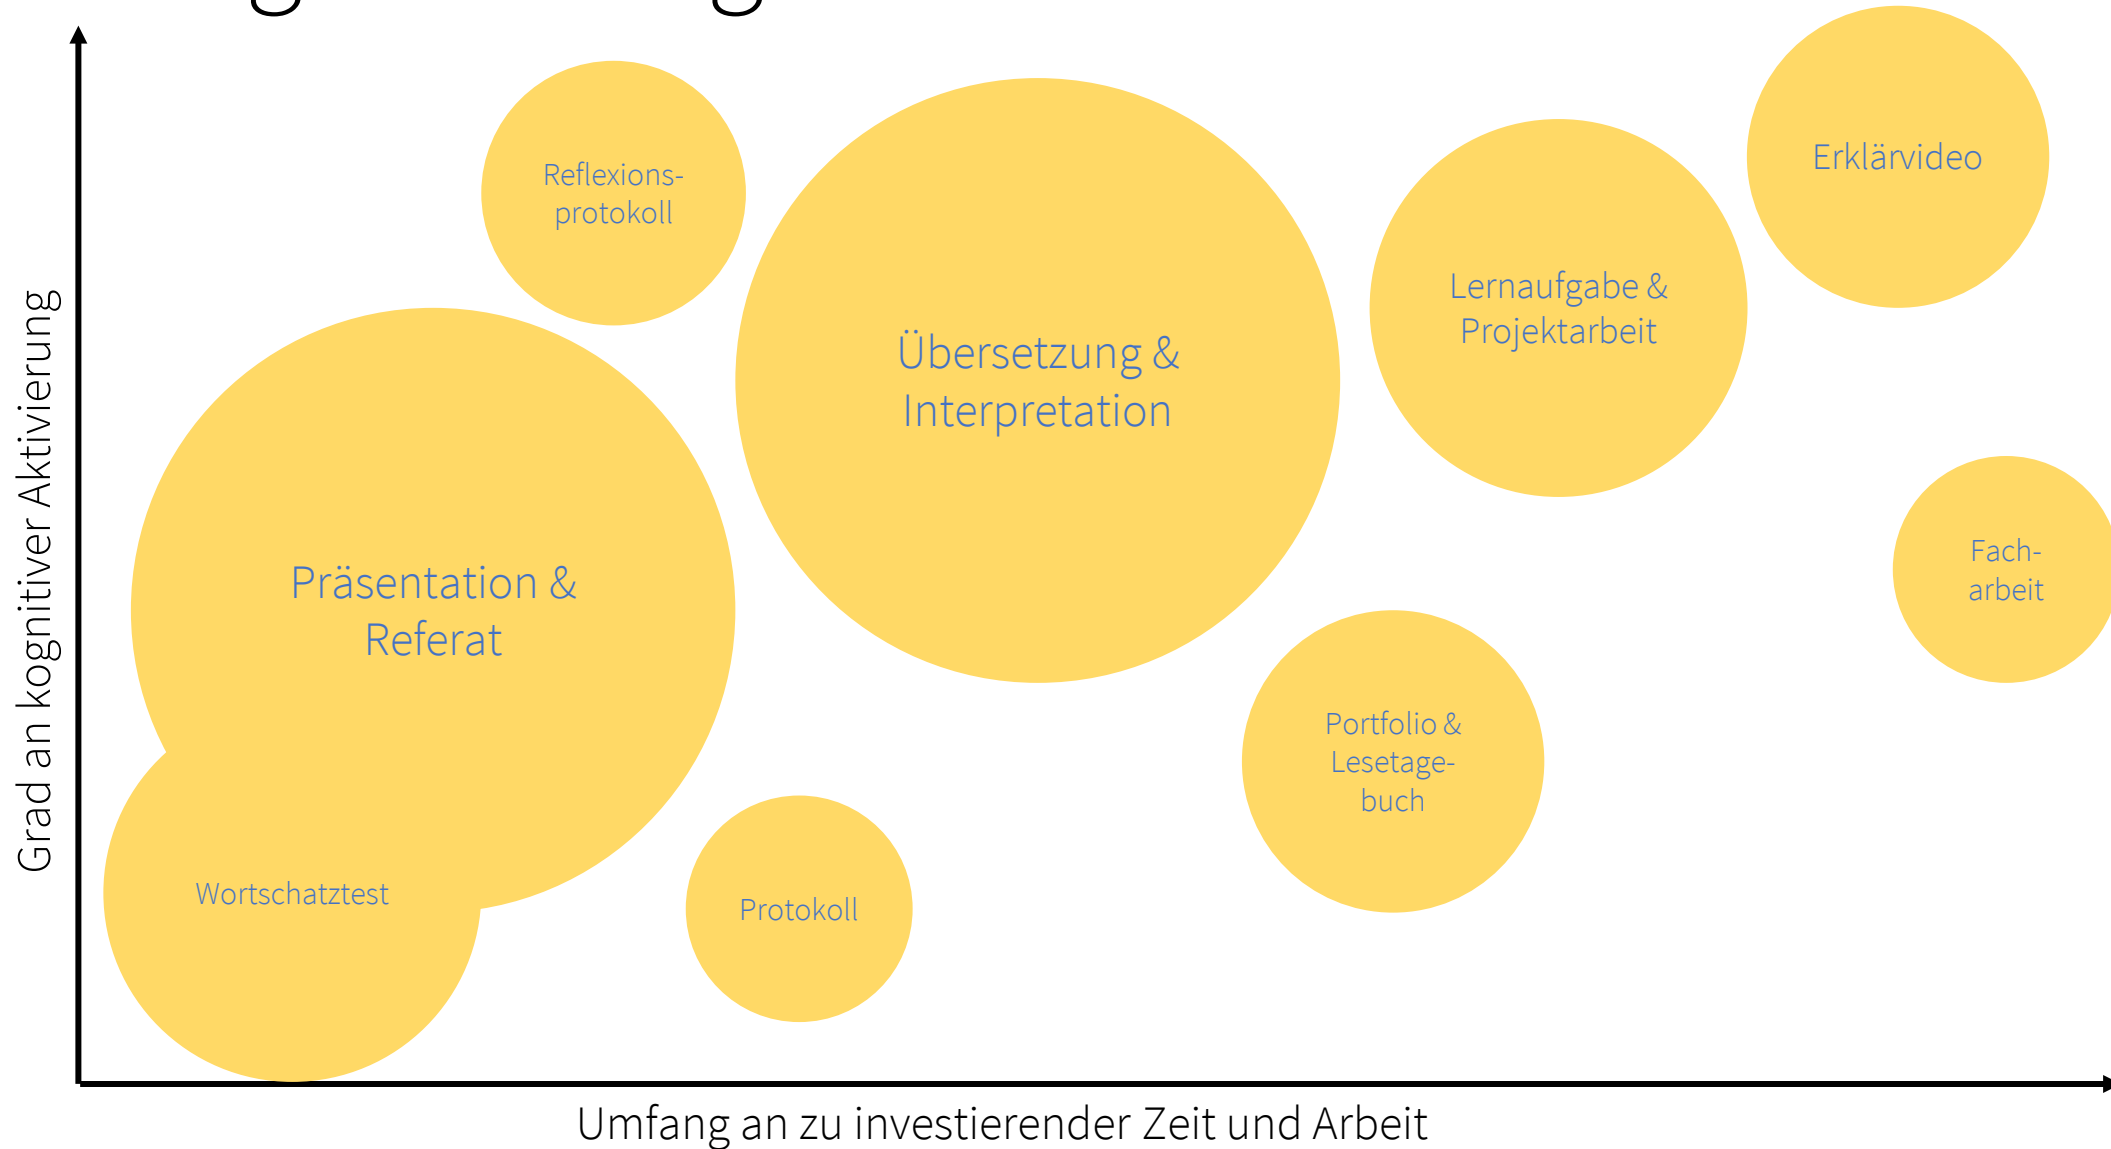 Reflexions-
protokoll
Erklärvideo
Lernaufgabe &
Projektarbeit
Übersetzung &
Interpretation
Präsentation &
Referat
Fach-
arbeit
Portfolio &
Lesetage-
buch
Wortschatztest
Protokoll
Grad an kognitiver Aktivierung
Umfang an zu investierender Zeit und Arbeit